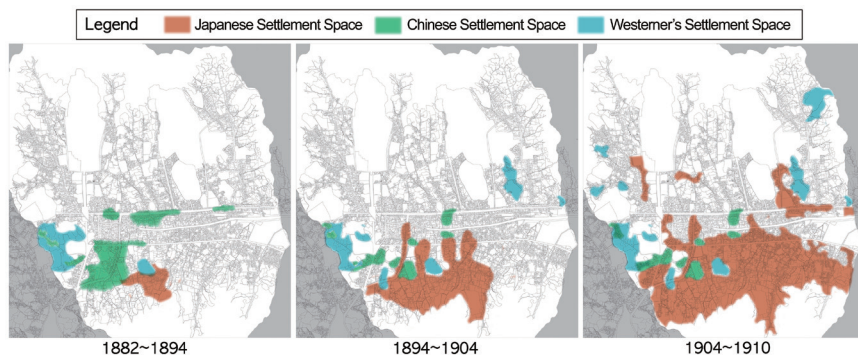 Legend Japanese Settlement Space Chinese Settlement Space Westerner's Settlement Space
1882~1894 1894~1904 1904~1910